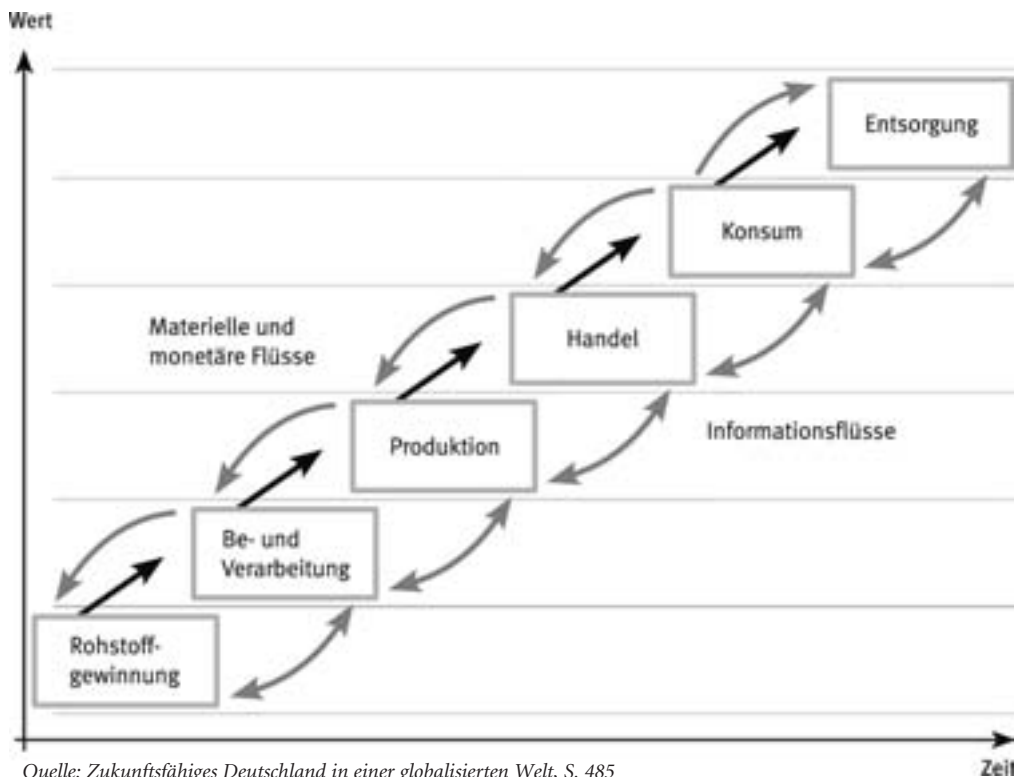 Wert
Entsorgung
Konsum
Handel
Materielle und
monetäre Flüsse
Informationsflüsse
Produktion
Be- und
Verarbeitung
Rohstoff-
gewinnung
Zeit
Quelle: Zukunftsfähiges Deutschland in einer globalisierten Welt, S. 485